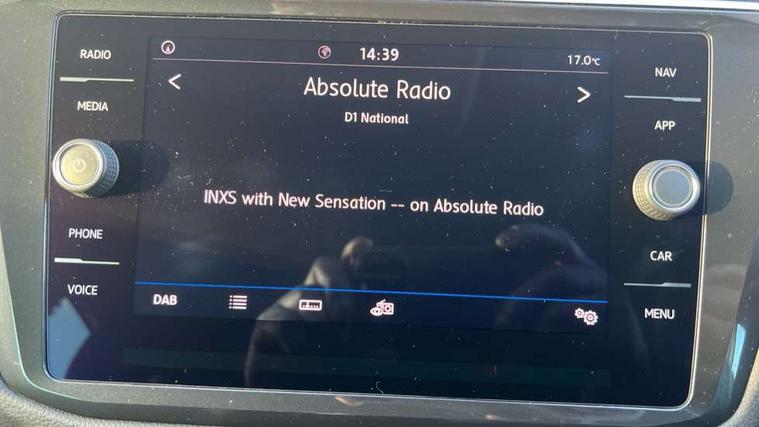 RADIO
MEDIA
PHONE
VOICE
14:39
17.0°C
Absolute Radio
D1 National
INXS with New Sensation -- on Absolute Radio
DAB
NAV
APP
CAR
MENU